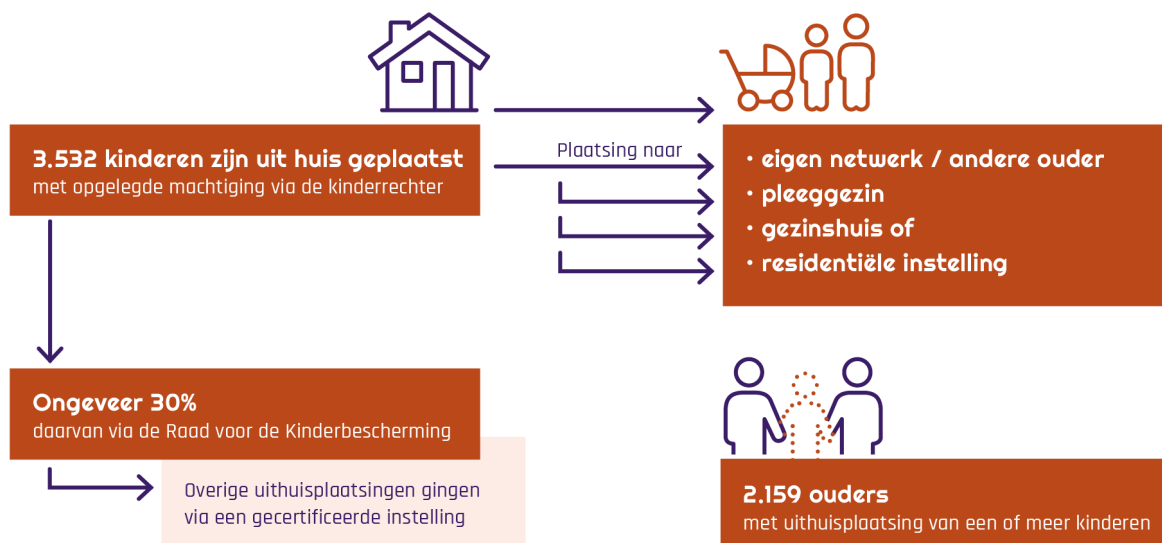 3.532 kinderen zijn uit huis geplaatst
met opgelegde machtiging via de kinderrechter
Plaatsing naar
· eigen netwerk / andere ouder
· pleeggezin
· gezinshuis of
· residentiële instelling
Ongeveer 30%
daarvan via de Raad voor de Kinderbescherming
Overige uithuisplaatsingen gingen
via een gecertificeerde instelling
2.159 ouders
met uithuisplaatsing van een of meer kinderen